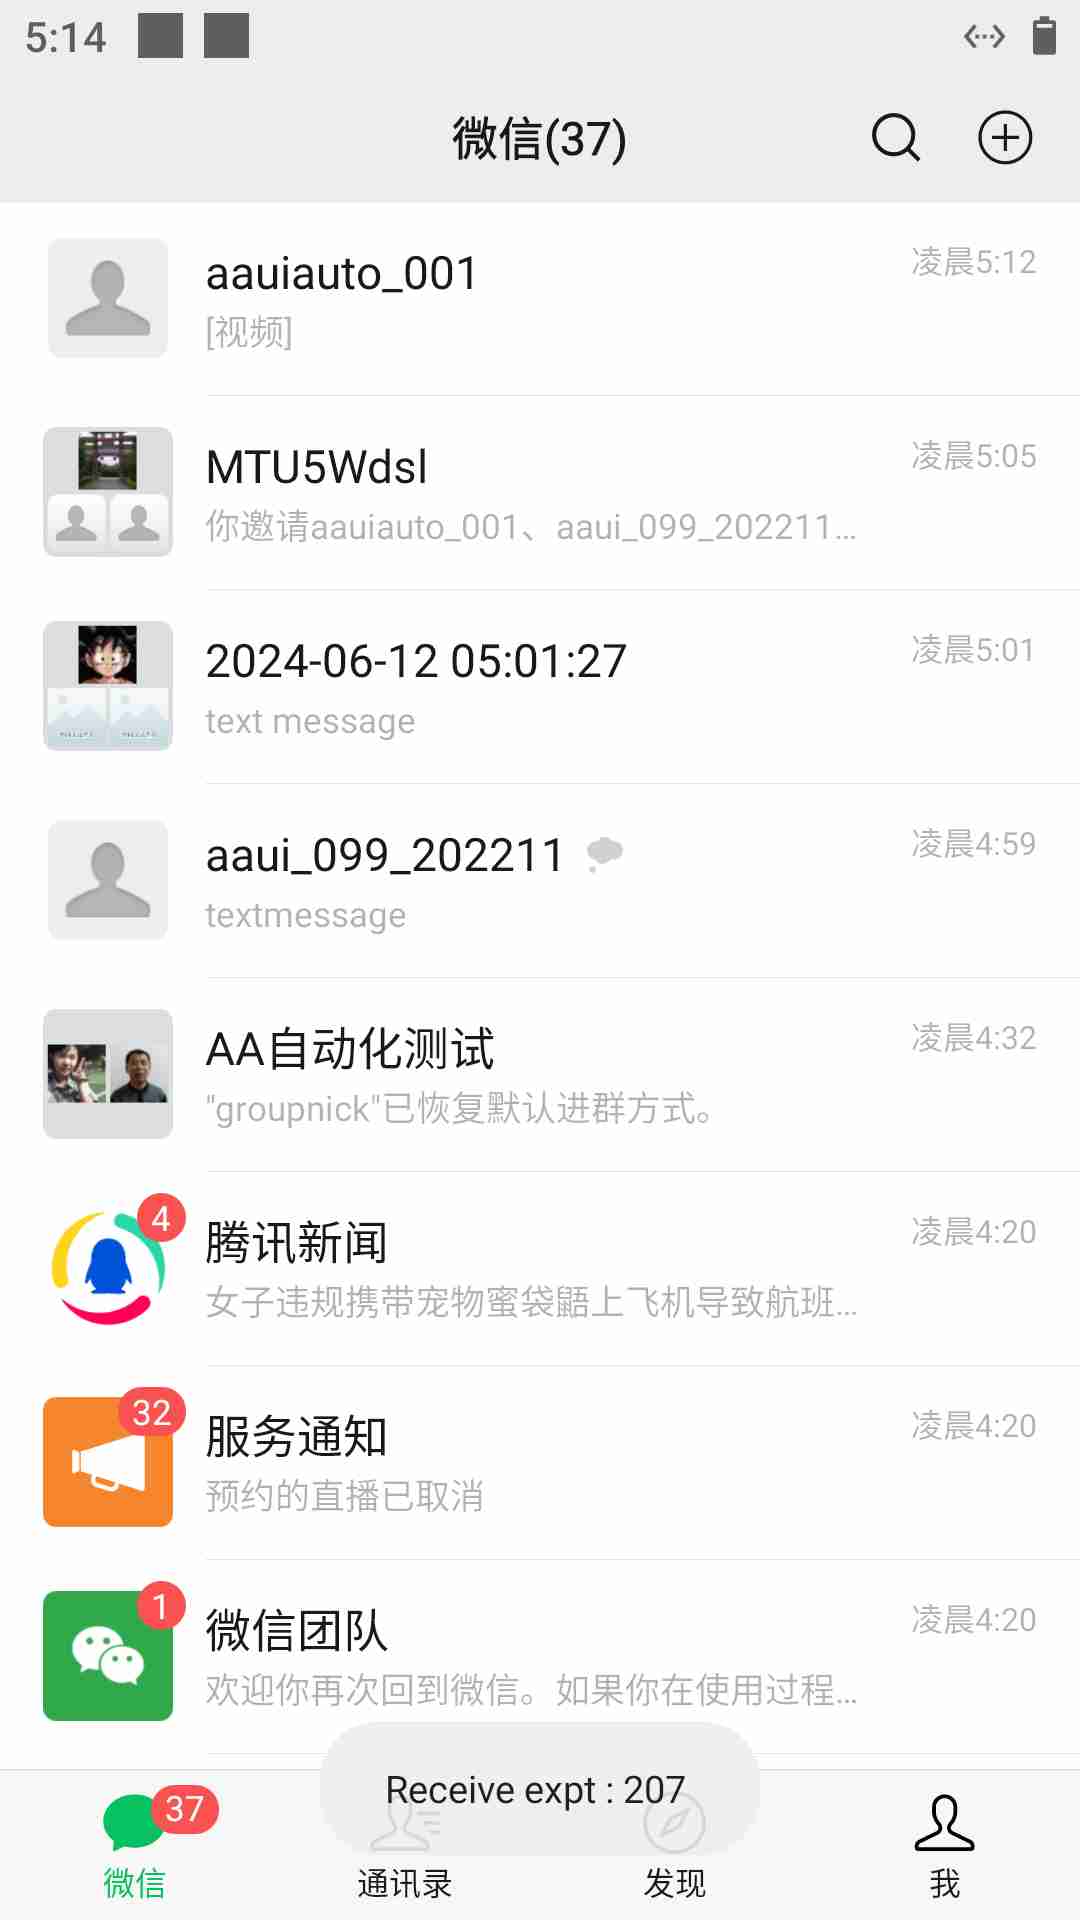 5:14
微信(37)
aauiauto_001
凌晨5:12
[视频]
MTU5Wdsl
凌晨5:05
你邀请aauiauto_001、aaui_099_202211...
2024-06-12 05:01:27
凌晨5:01
text message
aaui_099_202211
凌晨4:59
textmessage
AA自动化测试
凌晨4:32
"groupnick"已恢复默认进群方式。
4
腾讯新闻
凌晨4:20
女子违规携带宠物蜜袋鼯上飞机导致航班...
32
服务通知
凌晨4:20
预约的直播已取消
1
微信团队
凌晨4:20
欢迎你再次回到微信。如果你在使用过程...
Receive expt : 207
37
微信
通讯录
发现
我